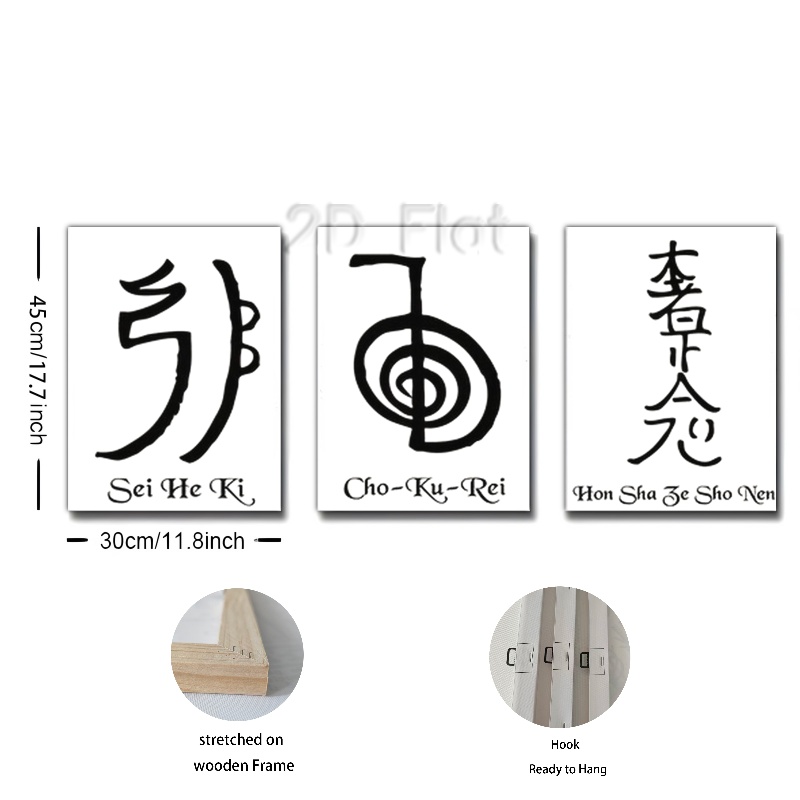 2D Flat
45cm/17.7inch
Sei He Ki
Cho-Ku-Rei
Hon Sha Ze Sho Nen
30cm/11.8inch
stretched on
wooden Frame
Hook
Ready to Hang